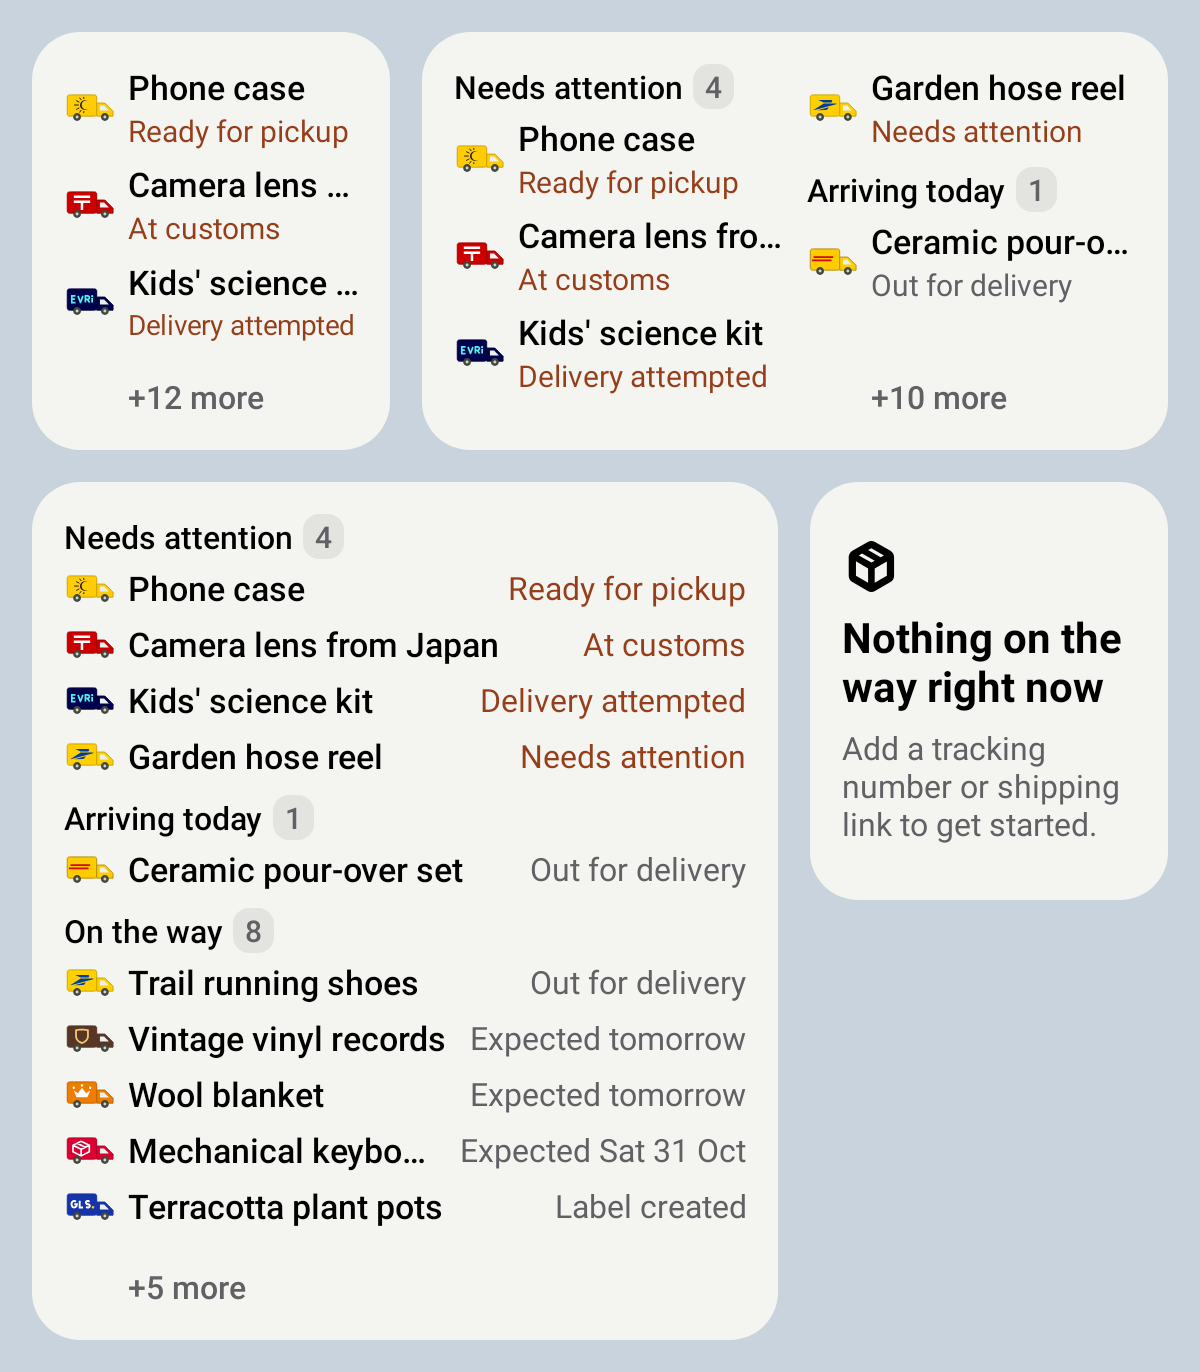 Phone case
Ready for pickup
Camera lens ...
At customs
EVRi
Kids' science ...
Delivery attempted
+12 more
Needs attention 4
Phone case
Ready for pickup
Camera lens fro...
At customs
EVRi
Kids' science kit
Delivery attempted
Garden hose reel
Needs attention
Arriving today 1
Ceramic pour-o...
Out for delivery
+10 more
Needs attention 4
Phone case Ready for pickup
Camera lens from Japan At customs
EVRi Kids' science kit Delivery attempted
Garden hose reel Needs attention
Arriving today 1
Ceramic pour-over set Out for delivery
On the way 8
Trail running shoes Out for delivery
Vintage vinyl records Expected tomorrow
Wool blanket Expected tomorrow
Mechanical keybo... Expected Sat 31 Oct
GLS. Terracotta plant pots Label created
+5 more
Nothing on the
way right now
Add a tracking
number or shipping
link to get started.